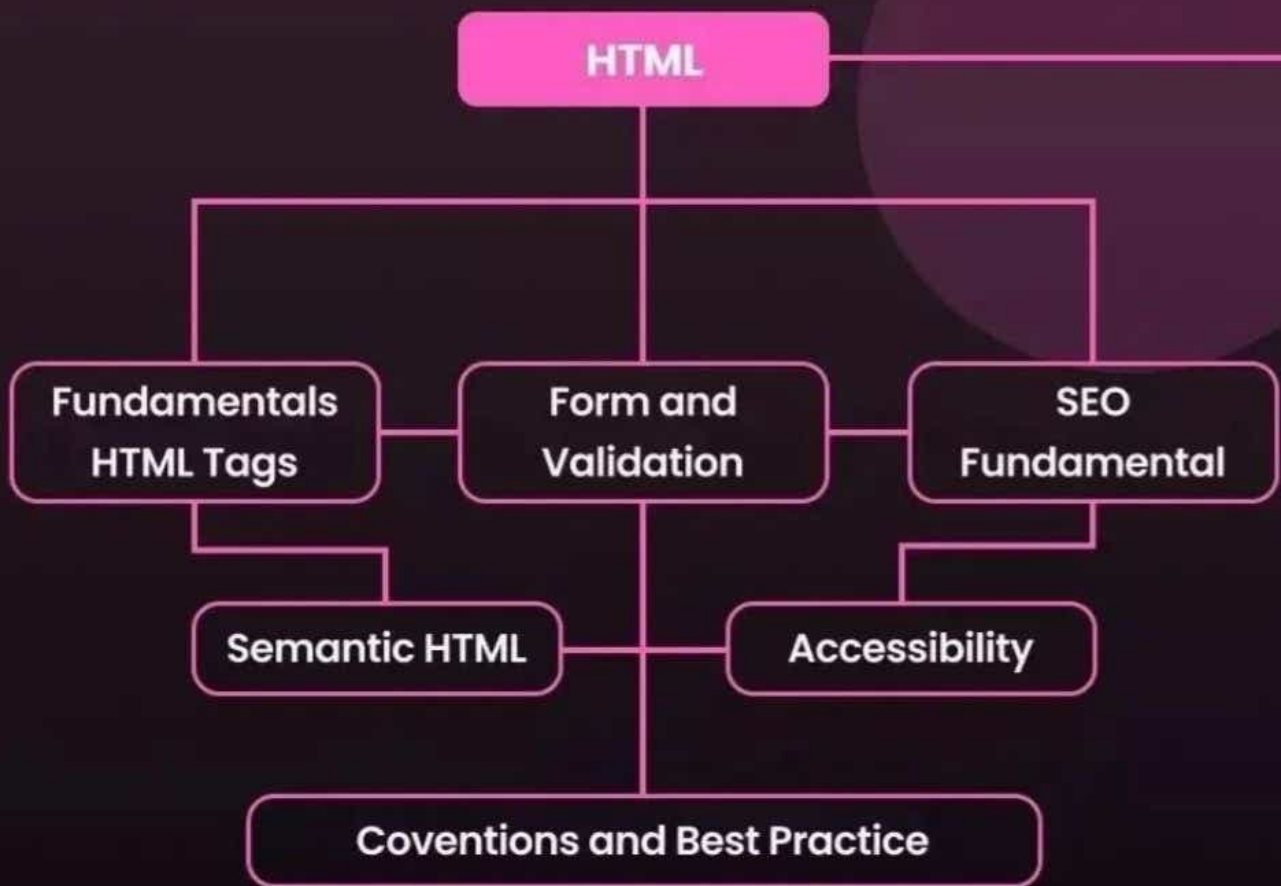 HTML
Fundamentals
HTML Tags
Form and
Validation
SEO
Fundamental
Semantic HTML
Accessibility
Coventions and Best Practice